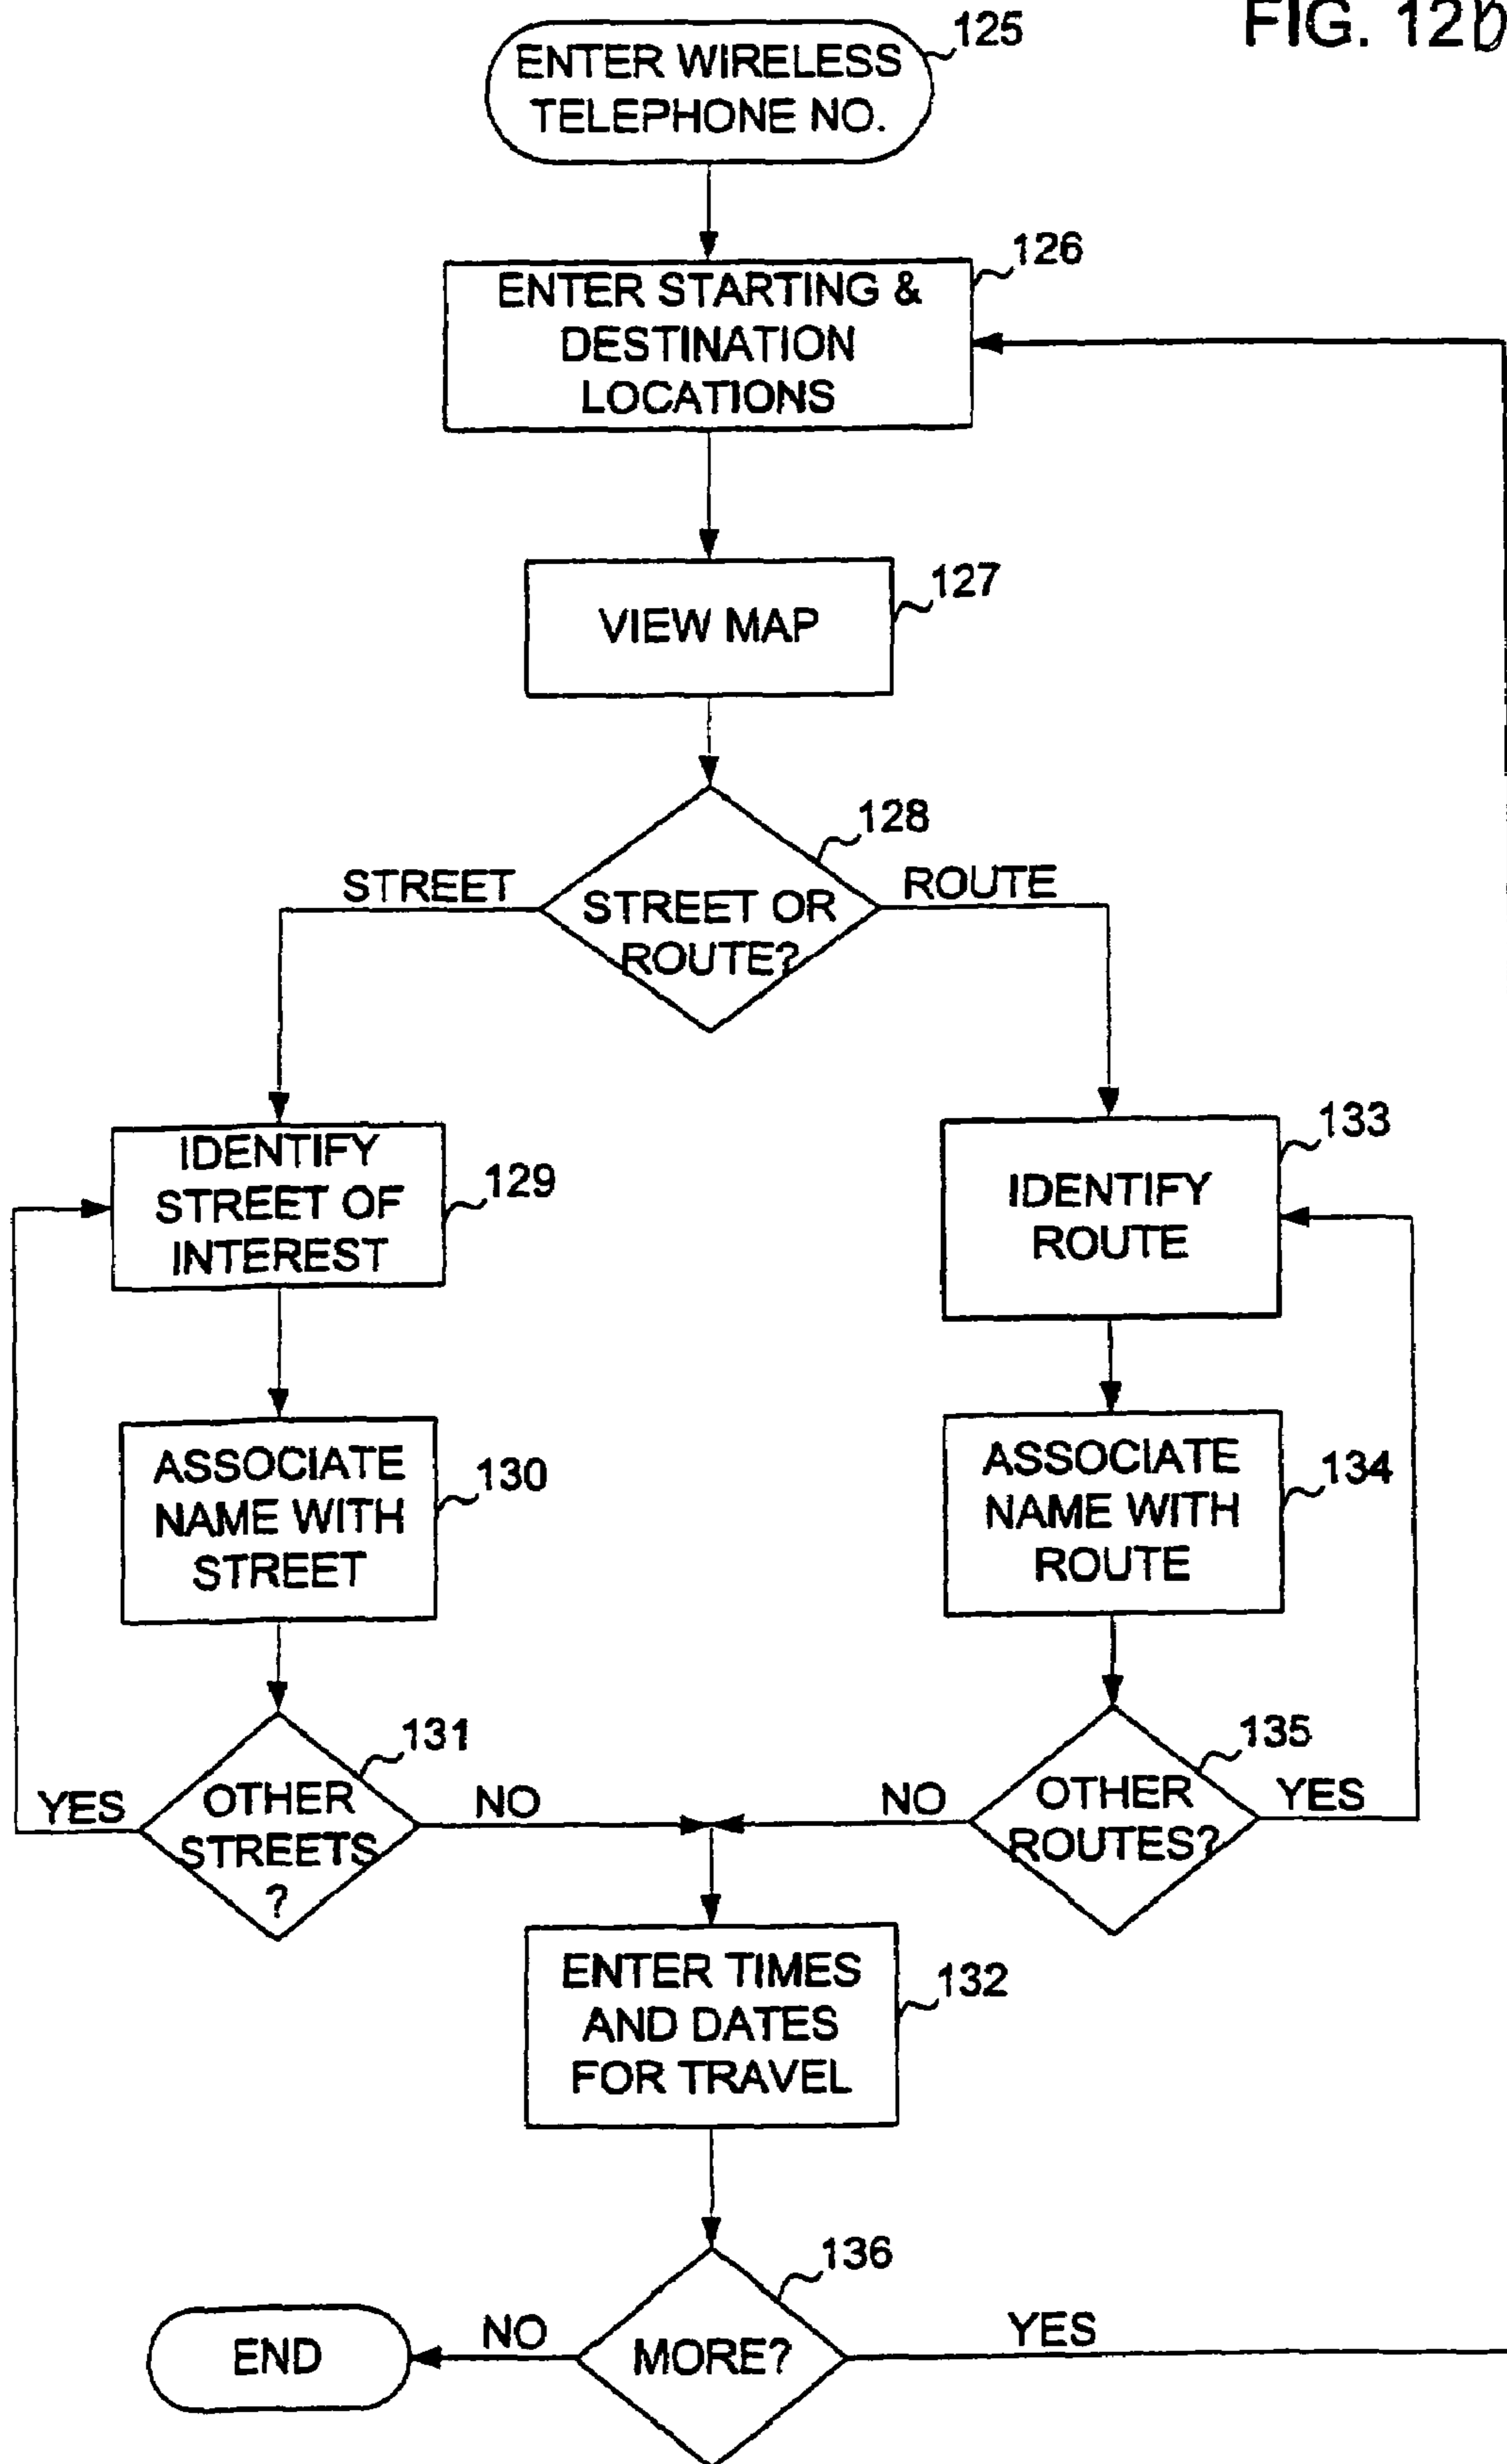 FIG. 12b
ENTER WIRELESS
TELEPHONE NO.
125
ENTER STARTING &
DESTINATION
LOCATIONS
126
VIEW MAP
127
128
STREET
STREET OR
ROUTE?
ROUTE
IDENTIFY
STREET OF
INTEREST
129
IDENTIFY
ROUTE
133
ASSOCIATE
NAME WITH
STREET
130
ASSOCIATE
NAME WITH
ROUTE
134
131
YES
OTHER
STREETS
?
NO
135
NO
OTHER
ROUTES?
YES
ENTER TIMES
AND DATES
FOR TRAVEL
132
136
END
NO
MORE?
YES